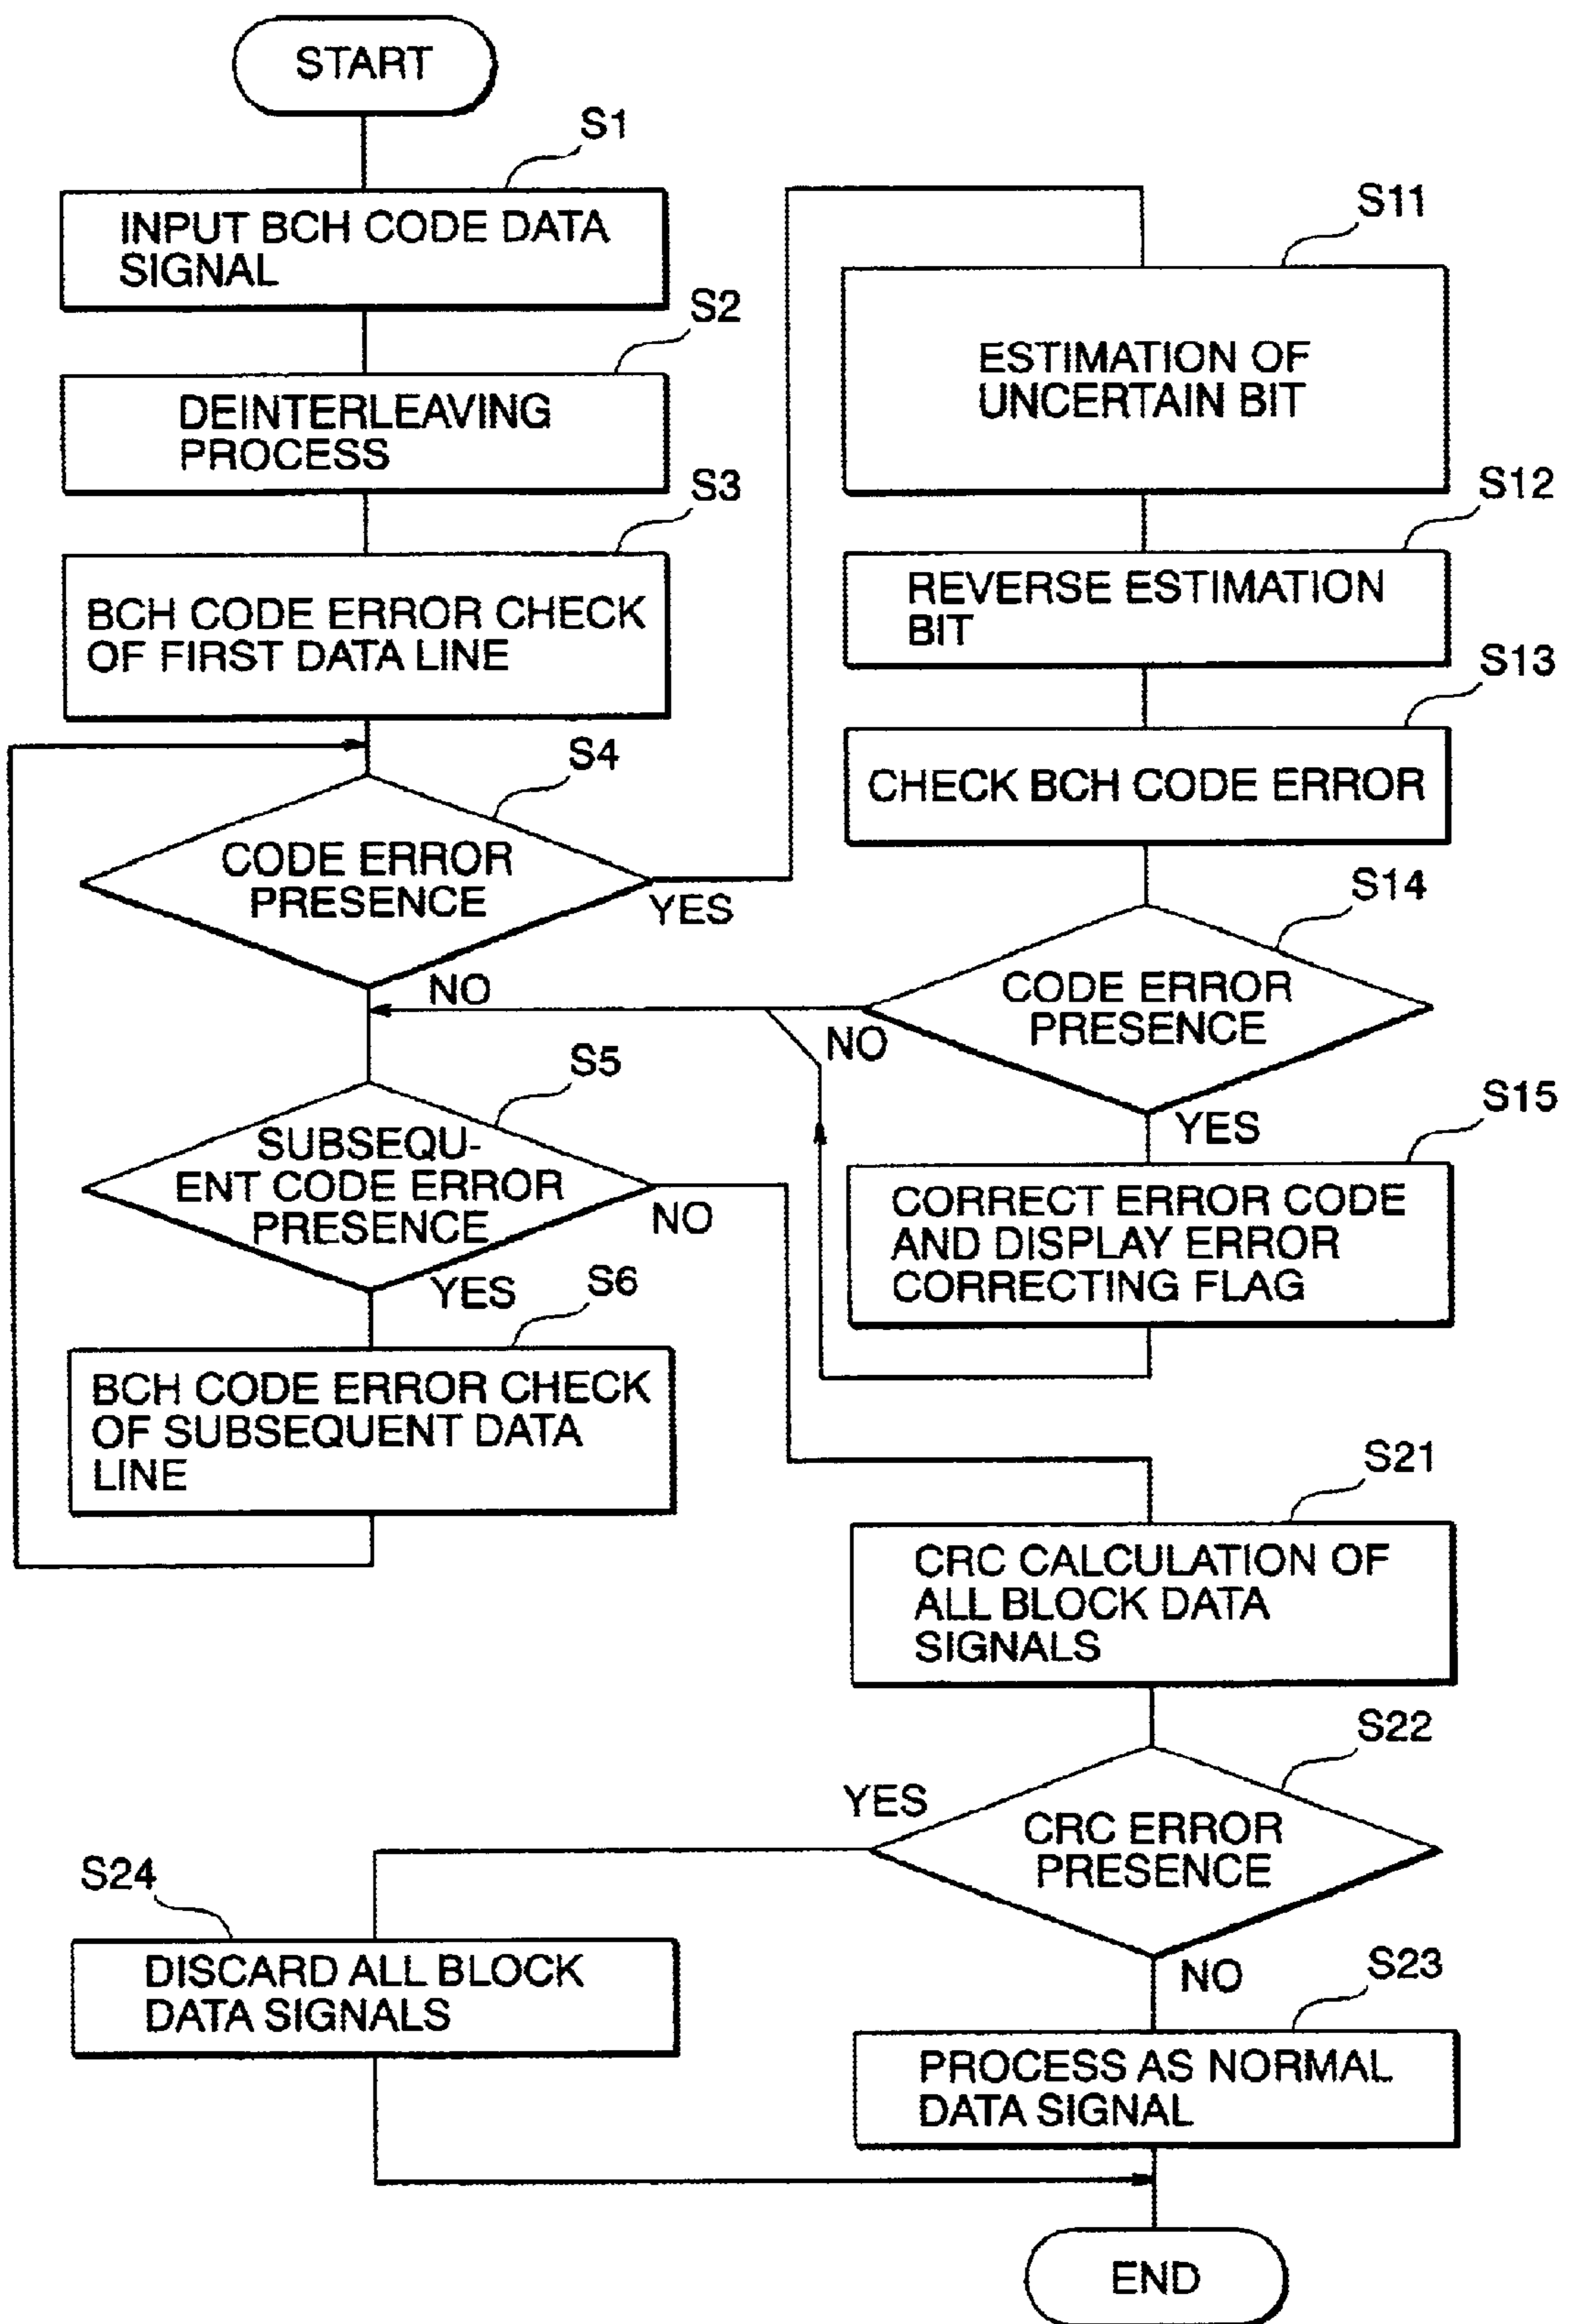 START
S1
INPUT BCH CODE DATA
SIGNAL
S2
DEINTERLEAVING
PROCESS
S3
BCH CODE ERROR CHECK
OF FIRST DATA LINE
S4
CODE ERROR
PRESENCE
YES
NO
S5
SUBSEQU-
ENT CODE ERROR
PRESENCE
NO
YES
S6
BCH CODE ERROR CHECK
OF SUBSEQUENT DATA
LINE
S11
ESTIMATION OF
UNCERTAIN BIT
S12
REVERSE ESTIMATION
BIT
S13
CHECK BCH CODE ERROR
S14
CODE ERROR
PRESENCE
NO
YES
S15
CORRECT ERROR CODE
AND DISPLAY ERROR
CORRECTING FLAG
S21
CRC CALCULATION OF
ALL BLOCK DATA
SIGNALS
S22
YES
CRC ERROR
PRESENCE
NO
S24
DISCARD ALL BLOCK
DATA SIGNALS
S23
PROCESS AS NORMAL
DATA SIGNAL
END